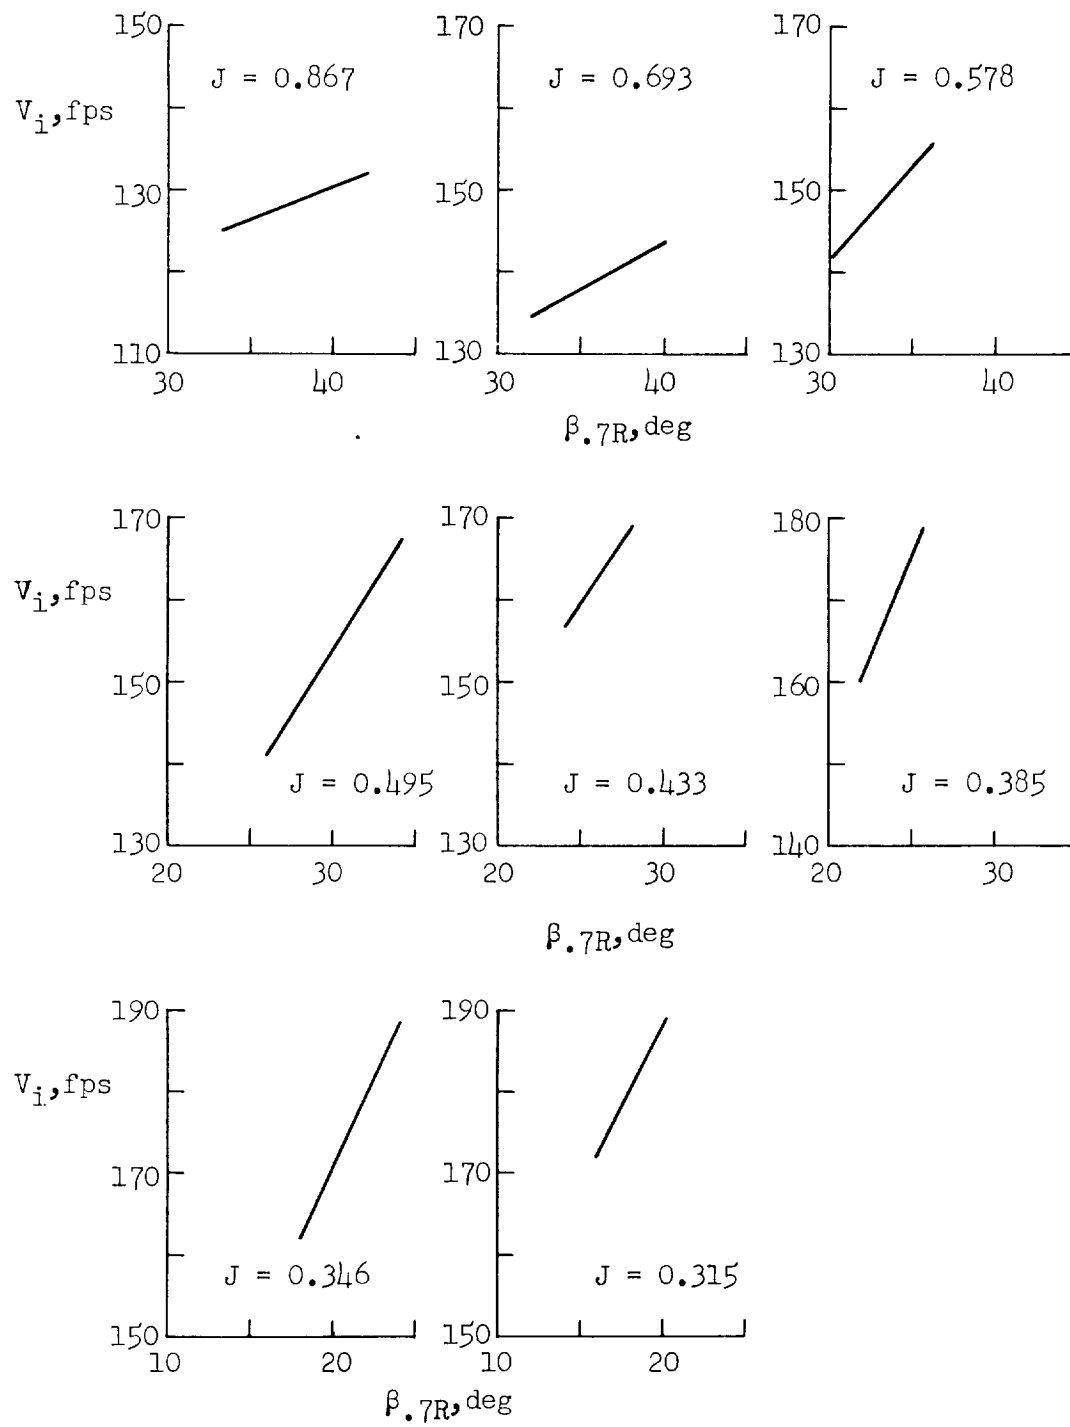 150 170 170
J = 0.867 J = 0.693 J = 0.578
V_i,fps
130 150 150
110 130 130
30 40 30 40 30 40
β.7R,deg
170 170 180
V_i,fps
150 150 160
J = 0.495 J = 0.433 J = 0.385
130 130 140
20 30 20 30 20 30
β.7R,deg
190 190
V_i,fps
170 170
J = 0.346 J = 0.315
150 150
10 20 10 20
β.7R,deg